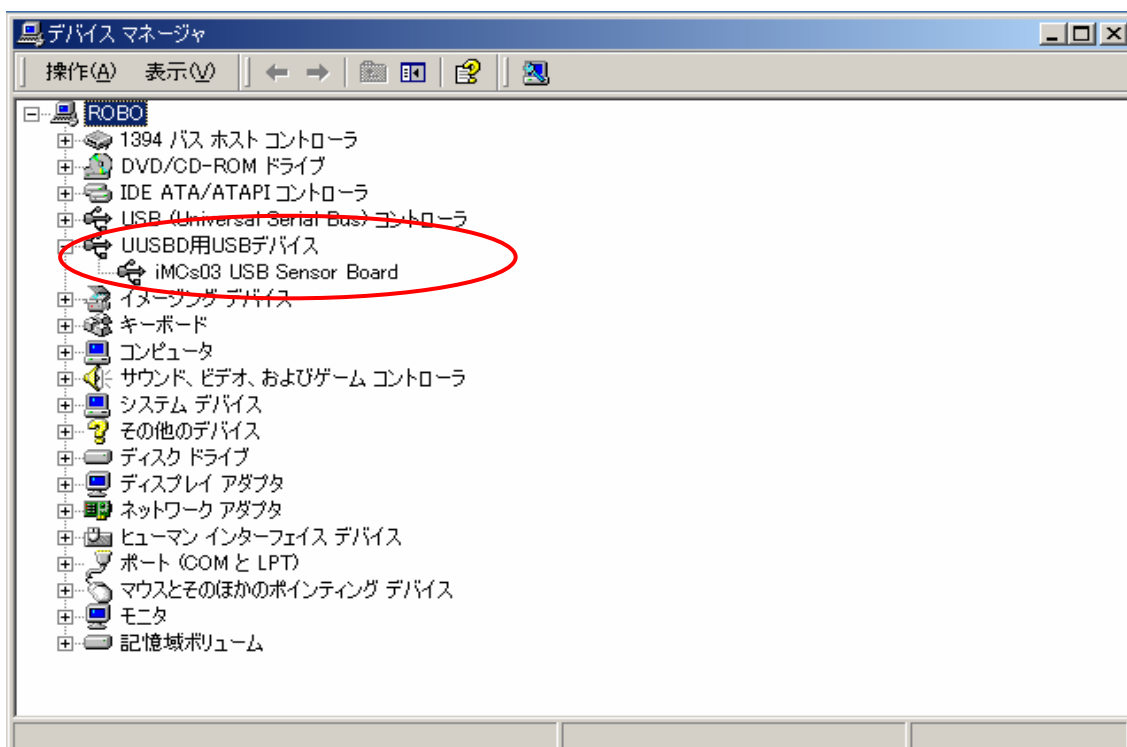 デバイス マネージャ
操作(A) 表示(V)
ROBO
1394 バス ホスト コントローラ
DVD/CD-ROM ドライブ
IDE ATA/ATAPI コントローラ
USB (Universal Serial Bus) コントローラ
UUSBD用USBデバイス
iMCs03 USB Sensor Board
イメージング デバイス
キーボード
コンピュータ
サウンド、ビデオ、およびゲーム コントローラ
システム デバイス
その他のデバイス
ディスク ドライブ
ディスプレイ アダプタ
ネットワーク アダプタ
ヒューマン インターフェイス デバイス
ポート (COM と LPT)
マウスとそのほかのポインティング デバイス
モニタ
記憶域ボリューム